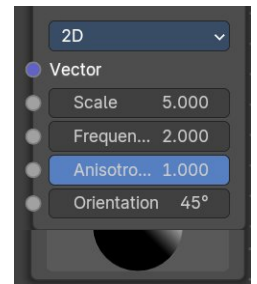 2D
Vector
Scale 5.000
Frequen... 2.000
Anisotro... 1.000
Orientation 45°